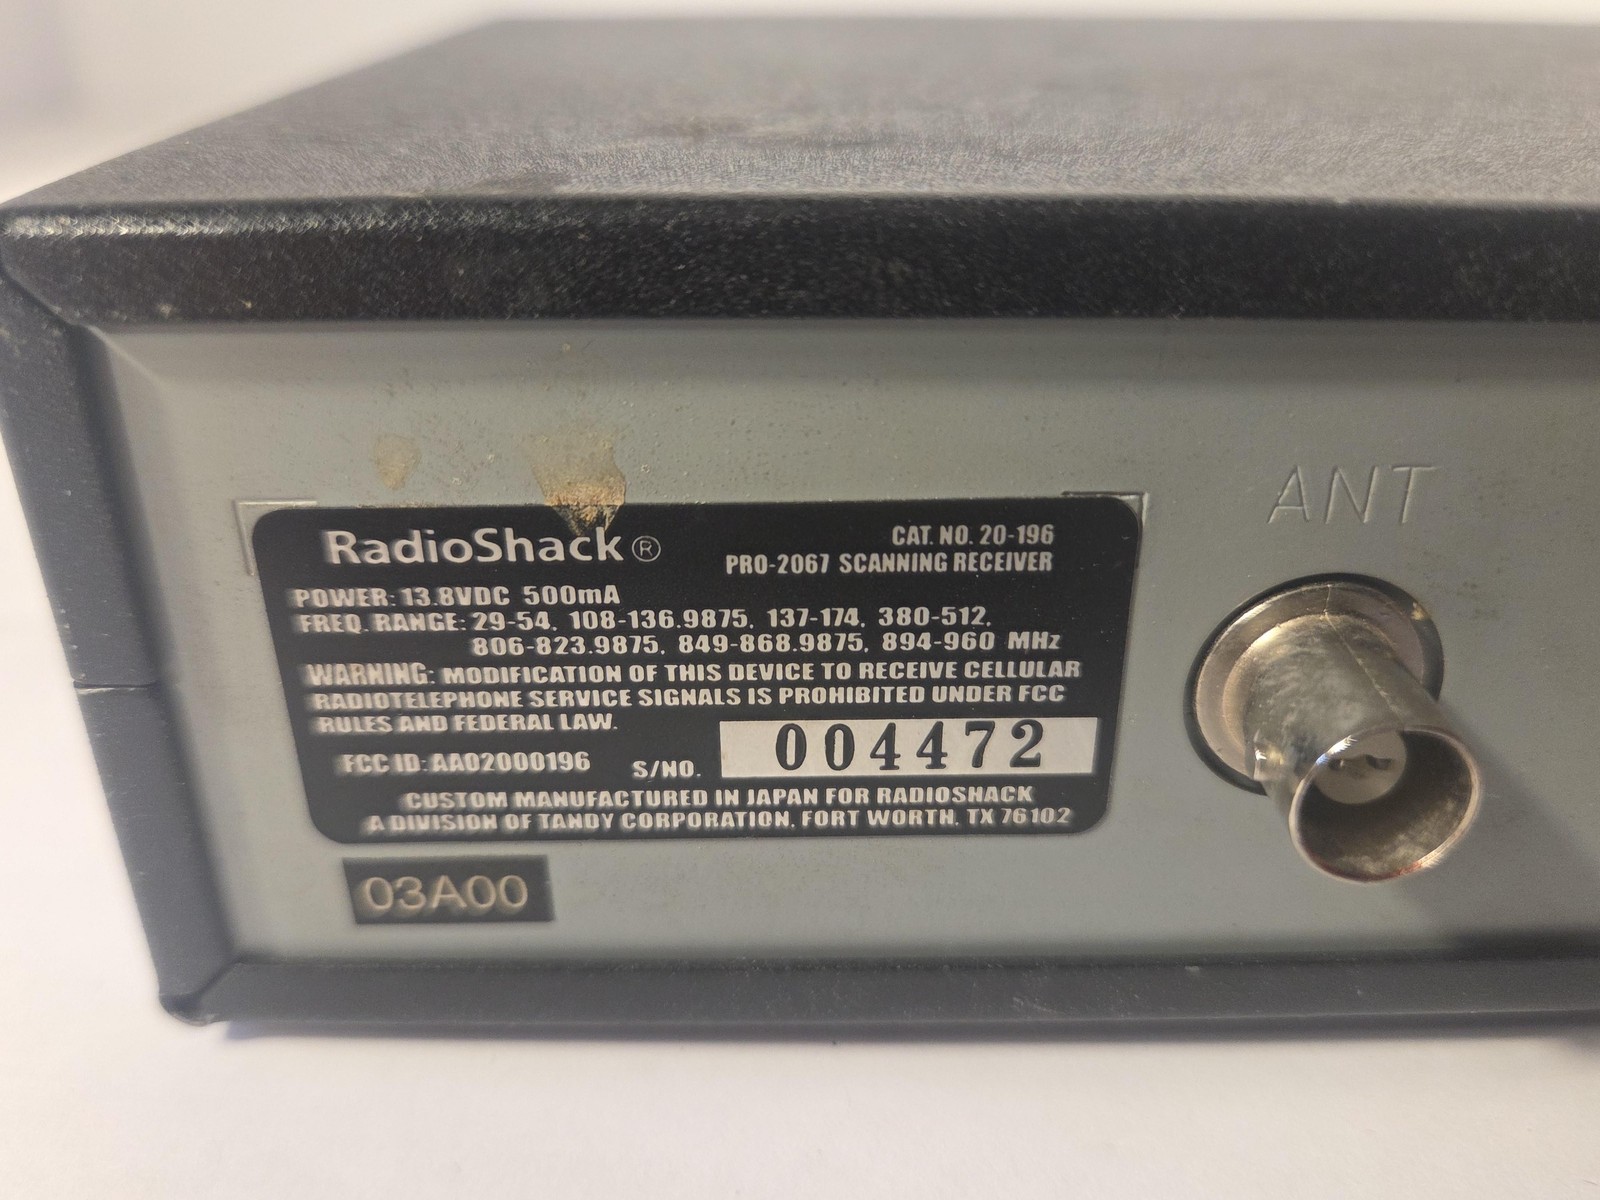 ANT
RadioShack®
CAT. NO. 20-196
PRO-2067 SCANNING RECEIVER
POWER: 13.8VDC 500mA
FREQ. RANGE: 29-54, 108-136.9875, 137-174, 380-512,
806-823.9875, 849-868.9875, 894-960 MHz
WARNING: MODIFICATION OF THIS DEVICE TO RECEIVE CELLULAR
RADIOTELEPHONE SERVICE SIGNALS IS PROHIBITED UNDER FCC
RULES AND FEDERAL LAW.
FCC ID: AAO2000196 S/NO. 004472
CUSTOM MANUFACTURED IN JAPAN FOR RADIOSHACK
A DIVISION OF TANDY CORPORATION, FORT WORTH, TX 76102
03A00